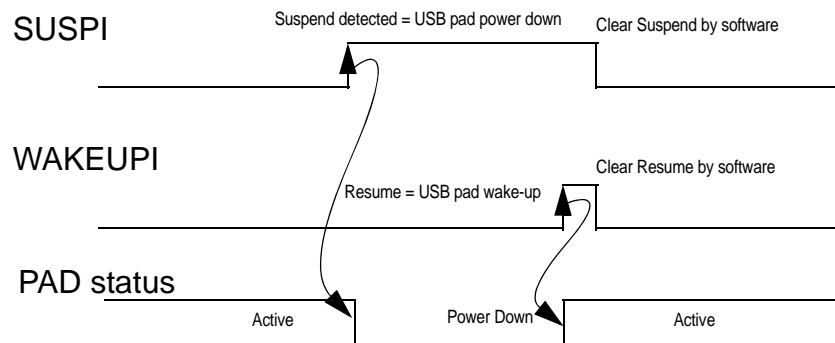 SUSPI
Suspend detected = USB pad power down
Clear Suspend by software
WAKEUPI
Resume = USB pad wake-up
Clear Resume by software
PAD status
Active
Power Down
Active